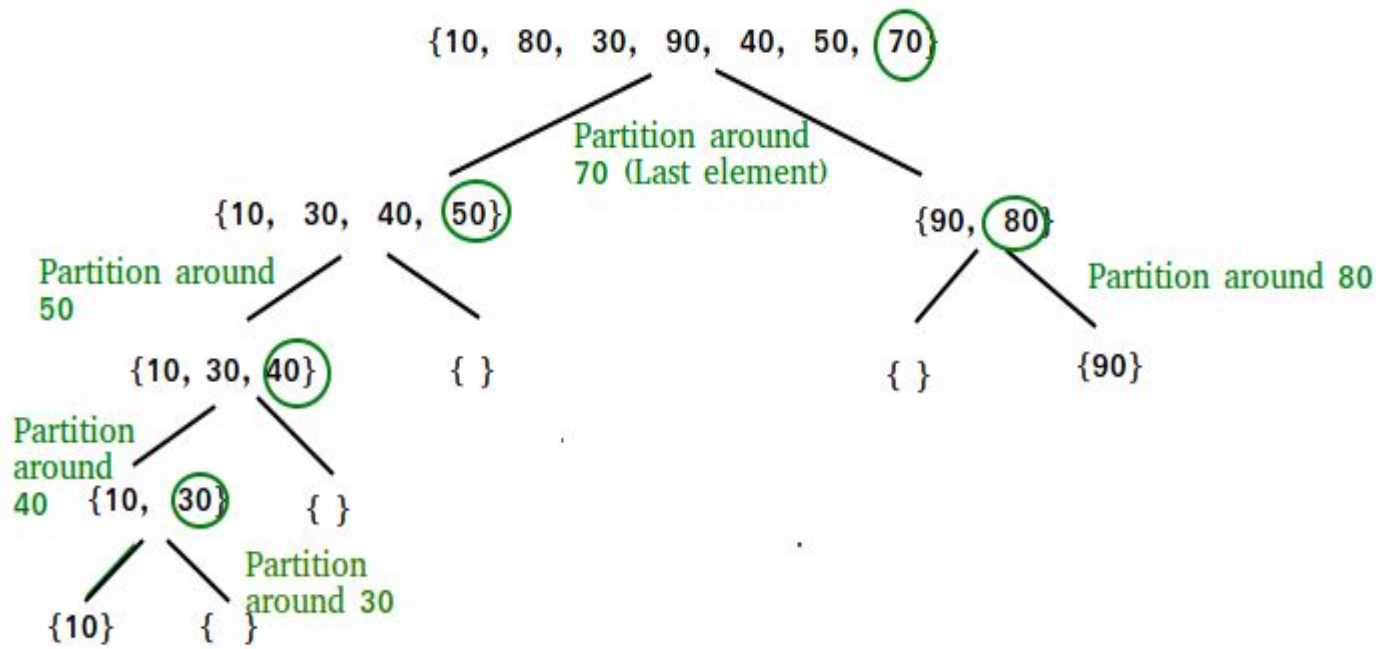 {10, 80, 30, 90, 40, 50, 70}
Partition around
70 (Last element)
{10, 30, 40, 50}
{90, 80}
Partition around
50
Partition around 80
{10, 30, 40}
{ }
{ }
{90}
Partition
around
40
{10, 30}
{ }
Partition
around 30
{10}
{ }